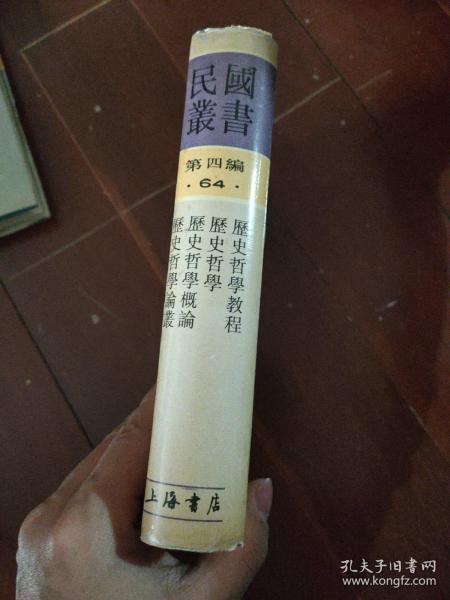 國書
民叢
第四編
·64·
歷史哲學教程
歷史哲學
歷史哲學概論
歷史哲學論叢
上海書店
孔夫子旧书网
www.kongfz.com